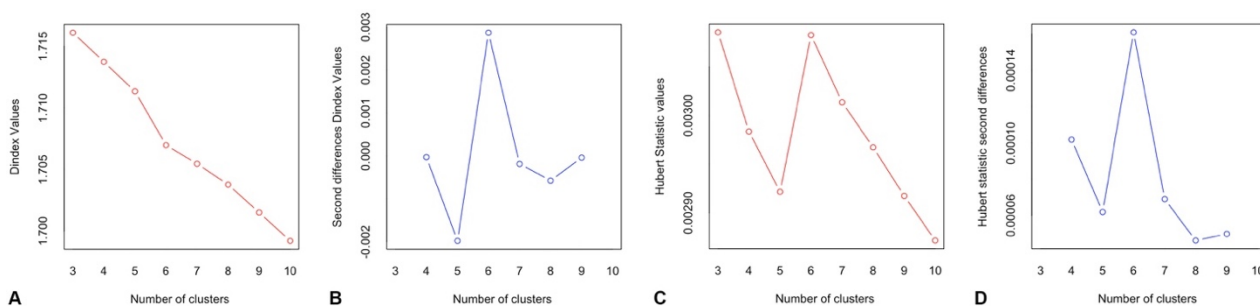 Dindex Values
1.715
1.710
1.705
1.700
3 4 5 6 7 8 9 10
Number of clusters
A
Second differences Dindex Values
0.003
0.002
0.001
0.000
-0.002
3 4 5 6 7 8 9 10
Number of clusters
B
Hubert Statistic values
0.00300
0.00290
3 4 5 6 7 8 9 10
Number of clusters
C
Hubert statistic second differences
0.00014
0.00010
0.00006
3 4 5 6 7 8 9 10
Number of clusters
D